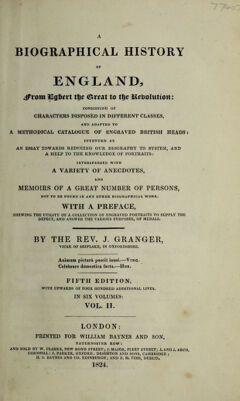 A
BIOGRAPHICAL HISTORY
OF
ENGLAND,
From Egbert the Great to the Revolution:
CONSISTING OF
CHARACTERS DISPOSED IN DIFFERENT CLASSES,
AND ADAPTED TO
A METHODICAL CATALOGUE OF ENGRAVED BRITISH HEADS:
INTENDED AS
AN ESSAY TOWARDS REDUCING OUR BIOGRAPHY TO SYSTEM, AND
A HELP TO THE KNOWLEDGE OF PORTRAITS:
INTERSPERSED WITH
A VARIETY OF ANECDOTES,
AND
MEMOIRS OF A GREAT NUMBER OF PERSONS,
NOT TO BE FOUND IN ANY OTHER BIOGRAPHICAL WORK.
WITH A PREFACE,
SHEWING THE UTILITY OF A COLLECTION OF ENGRAVED PORTRAITS TO SUPPLY THE
DEFECT, AND ANSWER THE VARIOUS PURPOSES, OF MEDALS.
BY THE REV. J. GRANGER,
VICAR OF SHIPLAKE, IN OXFORDSHIRE.
Animum pictura pascit inani.—VIRG.
Celebrare domestica facta.—HOR.
FIFTH EDITION,
WITH UPWARDS OF FOUR HUNDRED ADDITIONAL LIVES.
IN SIX VOLUMES:
VOL. II.
LONDON:
PRINTED FOR WILLIAM BAYNES AND SON,
PATERNOSTER ROW:
AND SOLD BY W. CLARKE, NEW BOND STREET; J. MAJOR, FLEET STREET; J. AND J. ARCH,
CORNHILL; J. PARKER, OXFORD; DEIGHTON AND SONS, CAMBRIDGE;
H. S. BAYNES AND CO. EDINBURGH; AND R. M. TIMS, DUBLIN.
1824.